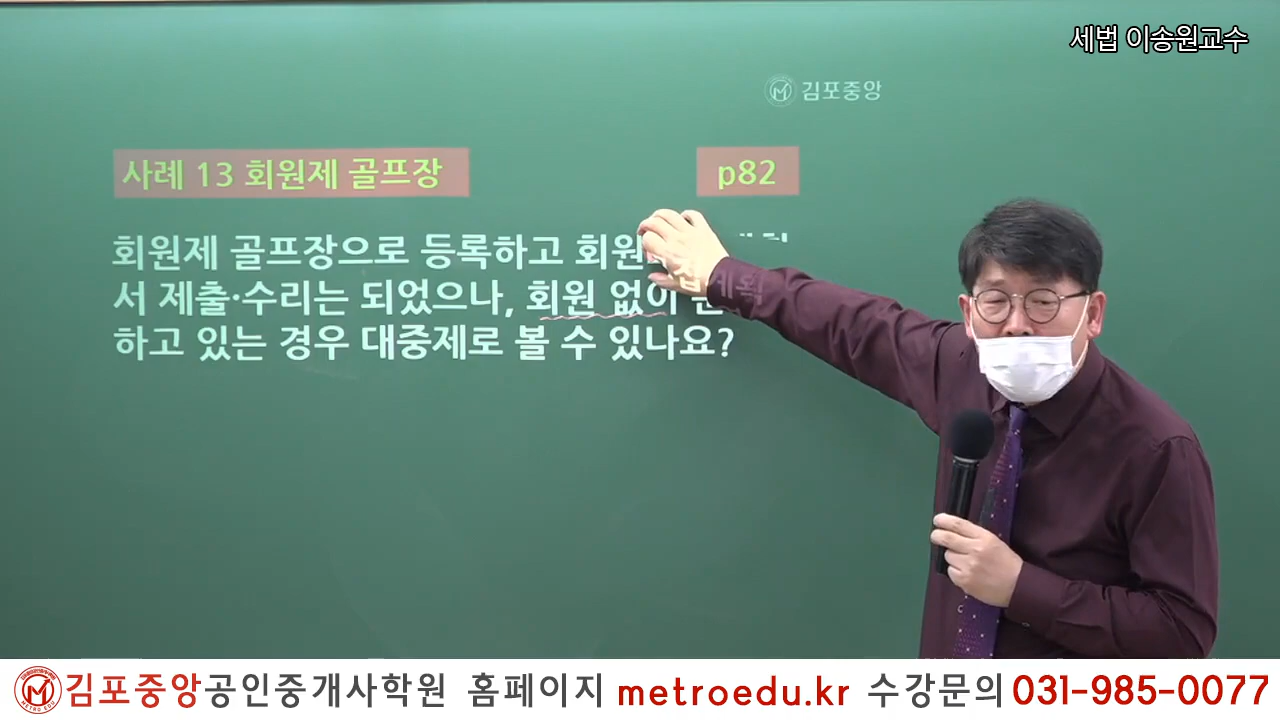 세법 이송원교수
김포중앙
사례 13 회원제 골프장
p82
회원제 골프장으로 등록하고 회원
서 제출·수리는 되었으나, 회원 없이
하고 있는 경우 대중제로 볼 수 있나요?
김포중앙공인중개사학원 홈페이지 metroedu.kr 수강문의 031-985-0077